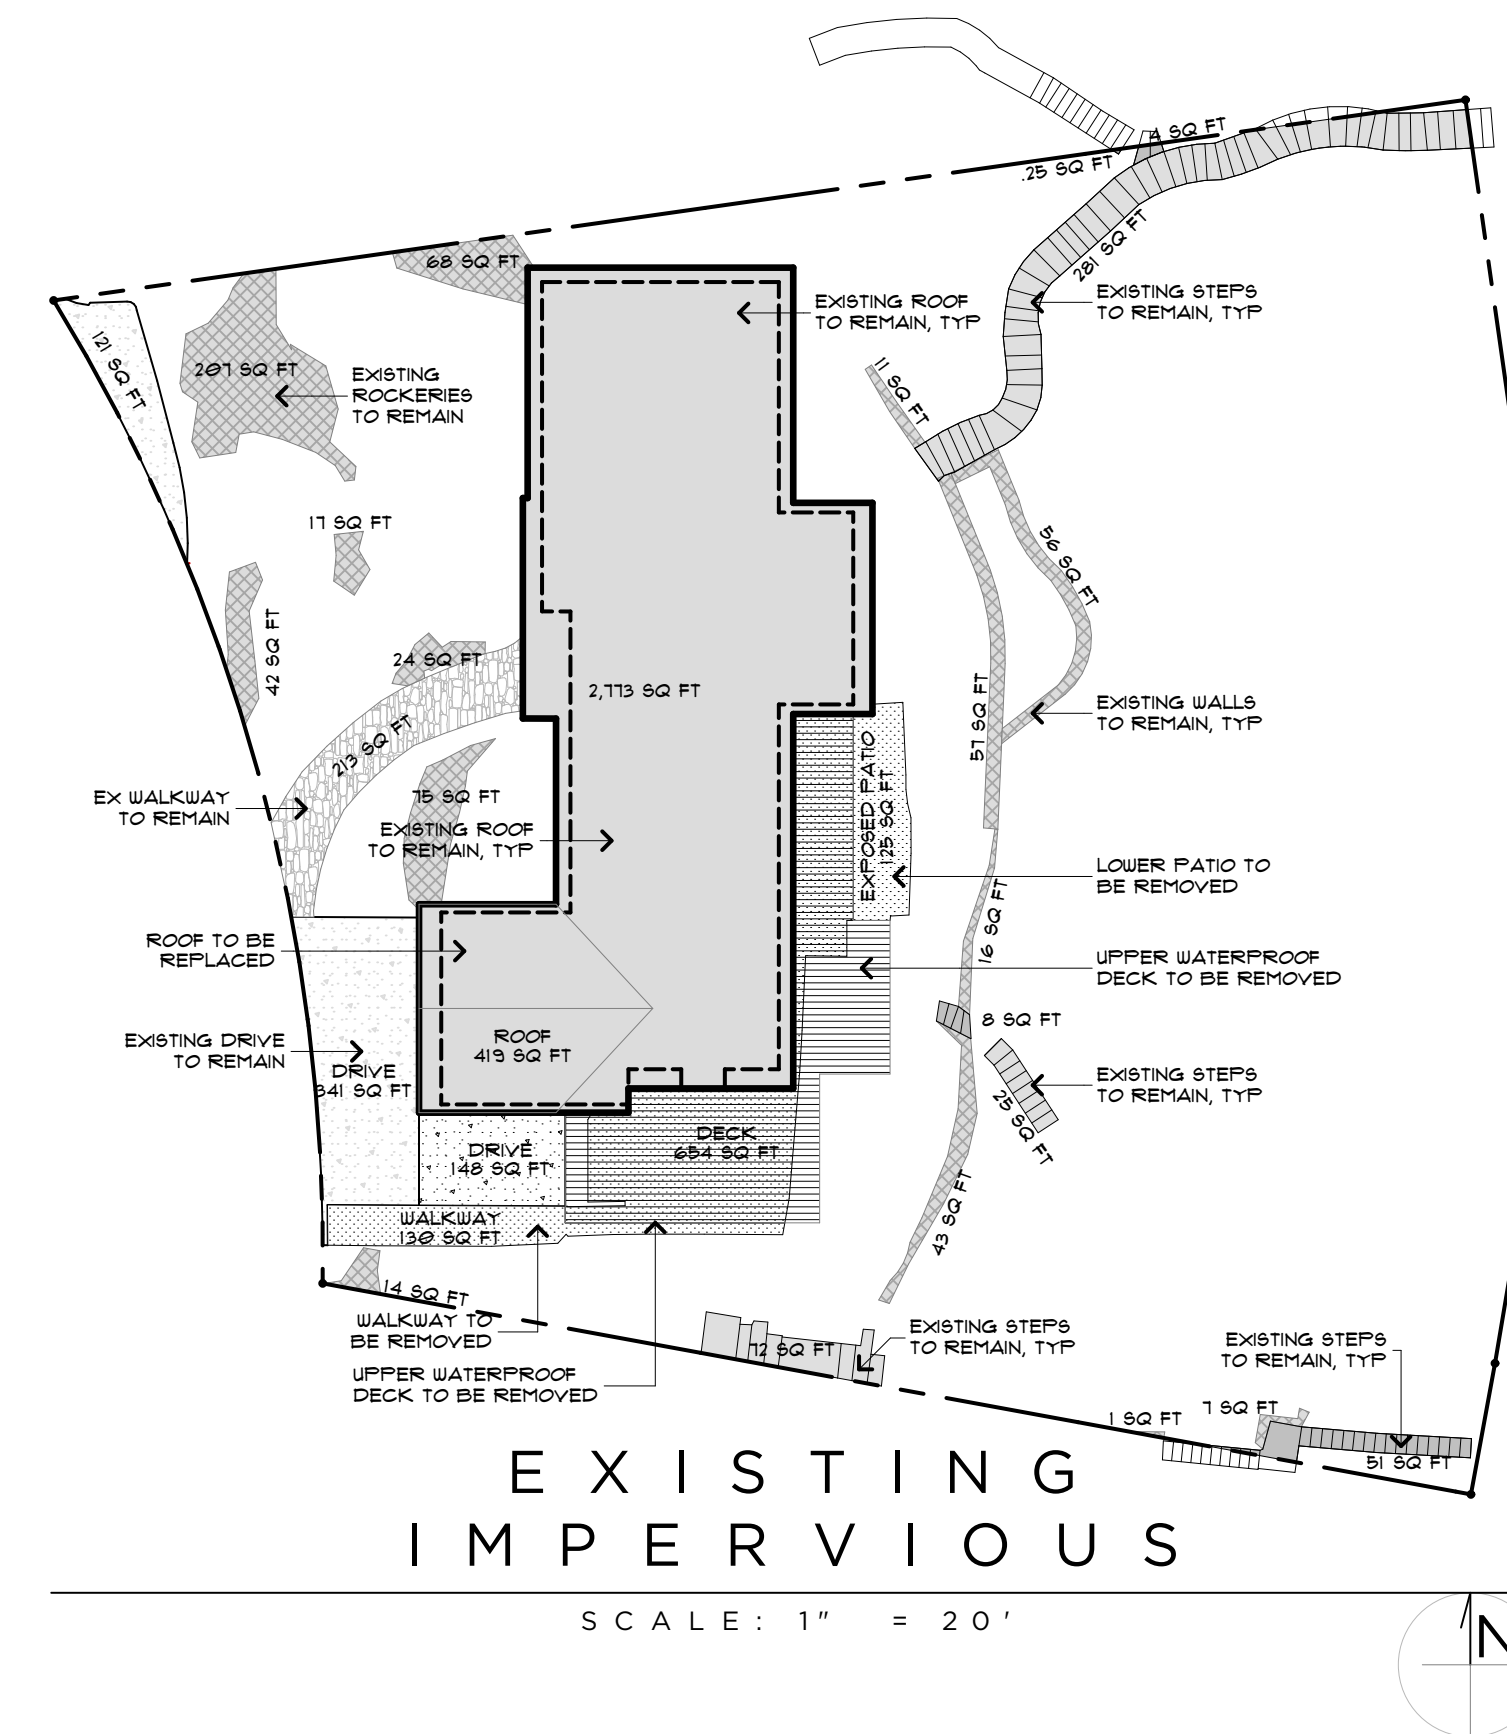 4 SQ FT
.25 SQ FT
68 SQ FT
281 SQ FT
EXISTING STEPS
TO REMAIN, TYP
EXISTING ROOF
TO REMAIN, TYP
121 SQ FT
207 SQ FT
EXISTING
ROCKERIES
TO REMAIN
11 SQ FT
17 SQ FT
56 SQ FT
42 SQ FT
24 SQ FT
2,773 SQ FT
57 SQ FT
EXISTING WALLS
TO REMAIN, TYP
213 SQ FT
EXPOSED PATIO
125 SQ FT
75 SQ FT
EX WALKWAY
TO REMAIN
EXISTING ROOF
TO REMAIN, TYP
LOWER PATIO TO
BE REMOVED
16 SQ FT
ROOF TO BE
REPLACED
UPPER WATERPROOF
DECK TO BE REMOVED
8 SQ FT
EXISTING DRIVE
TO REMAIN
ROOF
419 SQ FT
DRIVE
341 SQ FT
EXISTING STEPS
TO REMAIN, TYP
25 SQ FT
DECK
654 SQ FT
DRIVE
148 SQ FT
43 SQ FT
WALKWAY
130 SQ FT
14 SQ FT
WALKWAY TO
BE REMOVED
72 SQ FT
EXISTING STEPS
TO REMAIN, TYP
EXISTING STEPS
TO REMAIN, TYP
UPPER WATERPROOF
DECK TO BE REMOVED
1 SQ FT
7 SQ FT
51 SQ FT
EXISTING
IMPERVIOUS
SCALE: 1" = 20'
N